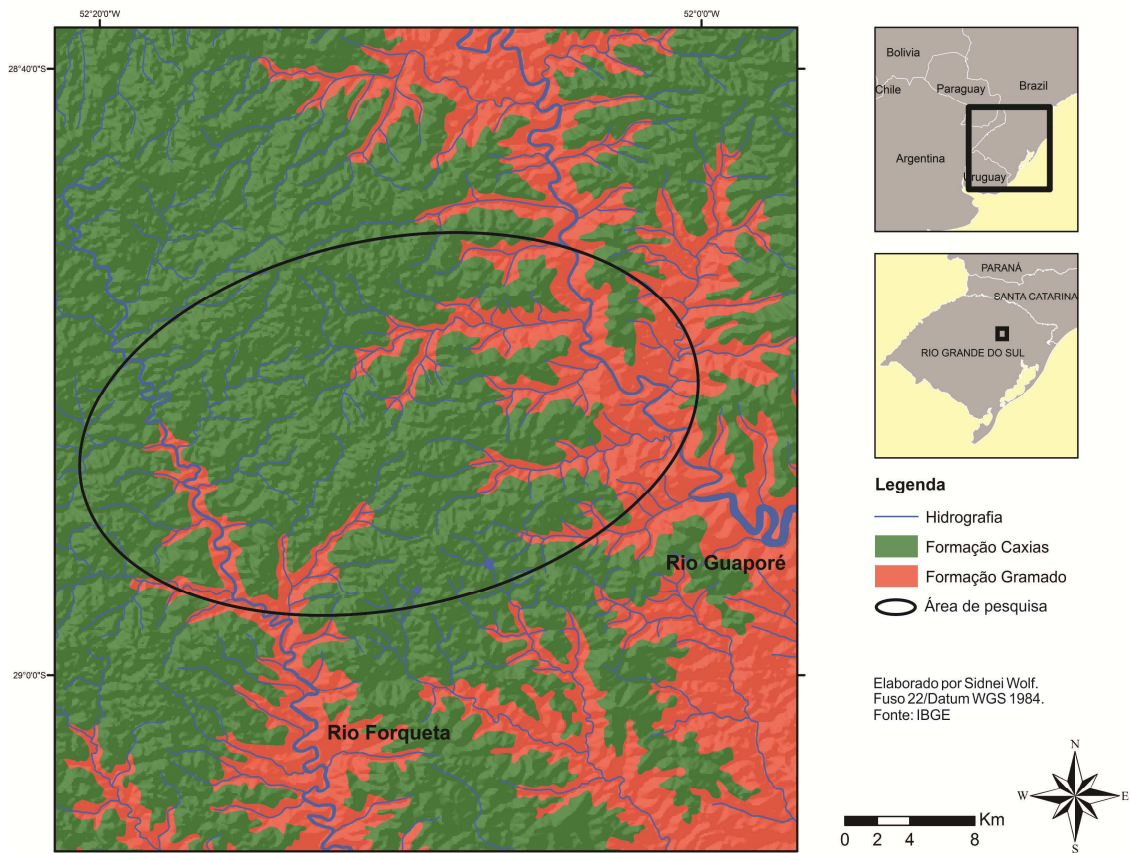 52°20'0"W
52°0'0"W
28°40'0"S
29°0'0"S
Rio Guaporé
Rio Forqueta
Bolivia
Chile
Paraguay
Brazil
Argentina
Uruguay
PARANÁ
SANTA CATARINA
RIO GRANDE DO SUL
Legenda
Hidrografia
Formação Caxias
Formação Gramado
Área de pesquisa
Elaborado por Sidnei Wolf.
Fuso 22/Datum WGS 1984.
Fonte: IBGE
N
W E
S
0 2 4 8 Km